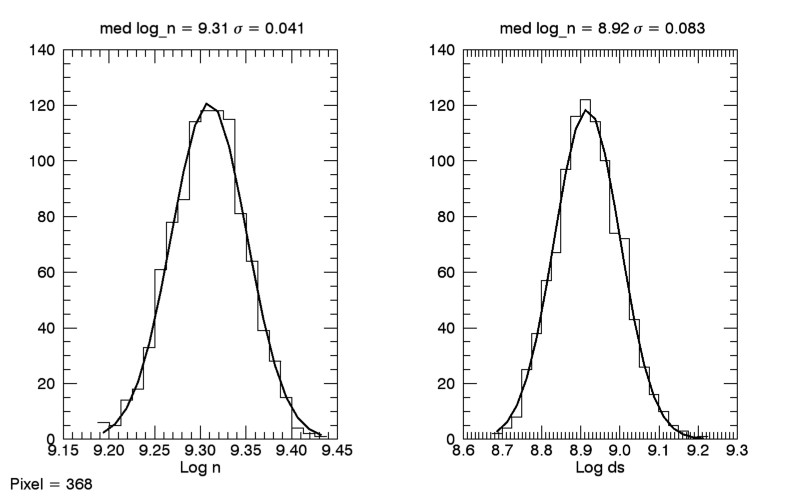 med log_n = 9.31 σ = 0.041
140
120
100
80
60
40
20
0
9.15 9.20 9.25 9.30 9.35 9.40 9.45
Log n
med log_n = 8.92 σ = 0.083
140
120
100
80
60
40
20
0
8.6 8.7 8.8 8.9 9.0 9.1 9.2 9.3
Log ds
Pixel = 368